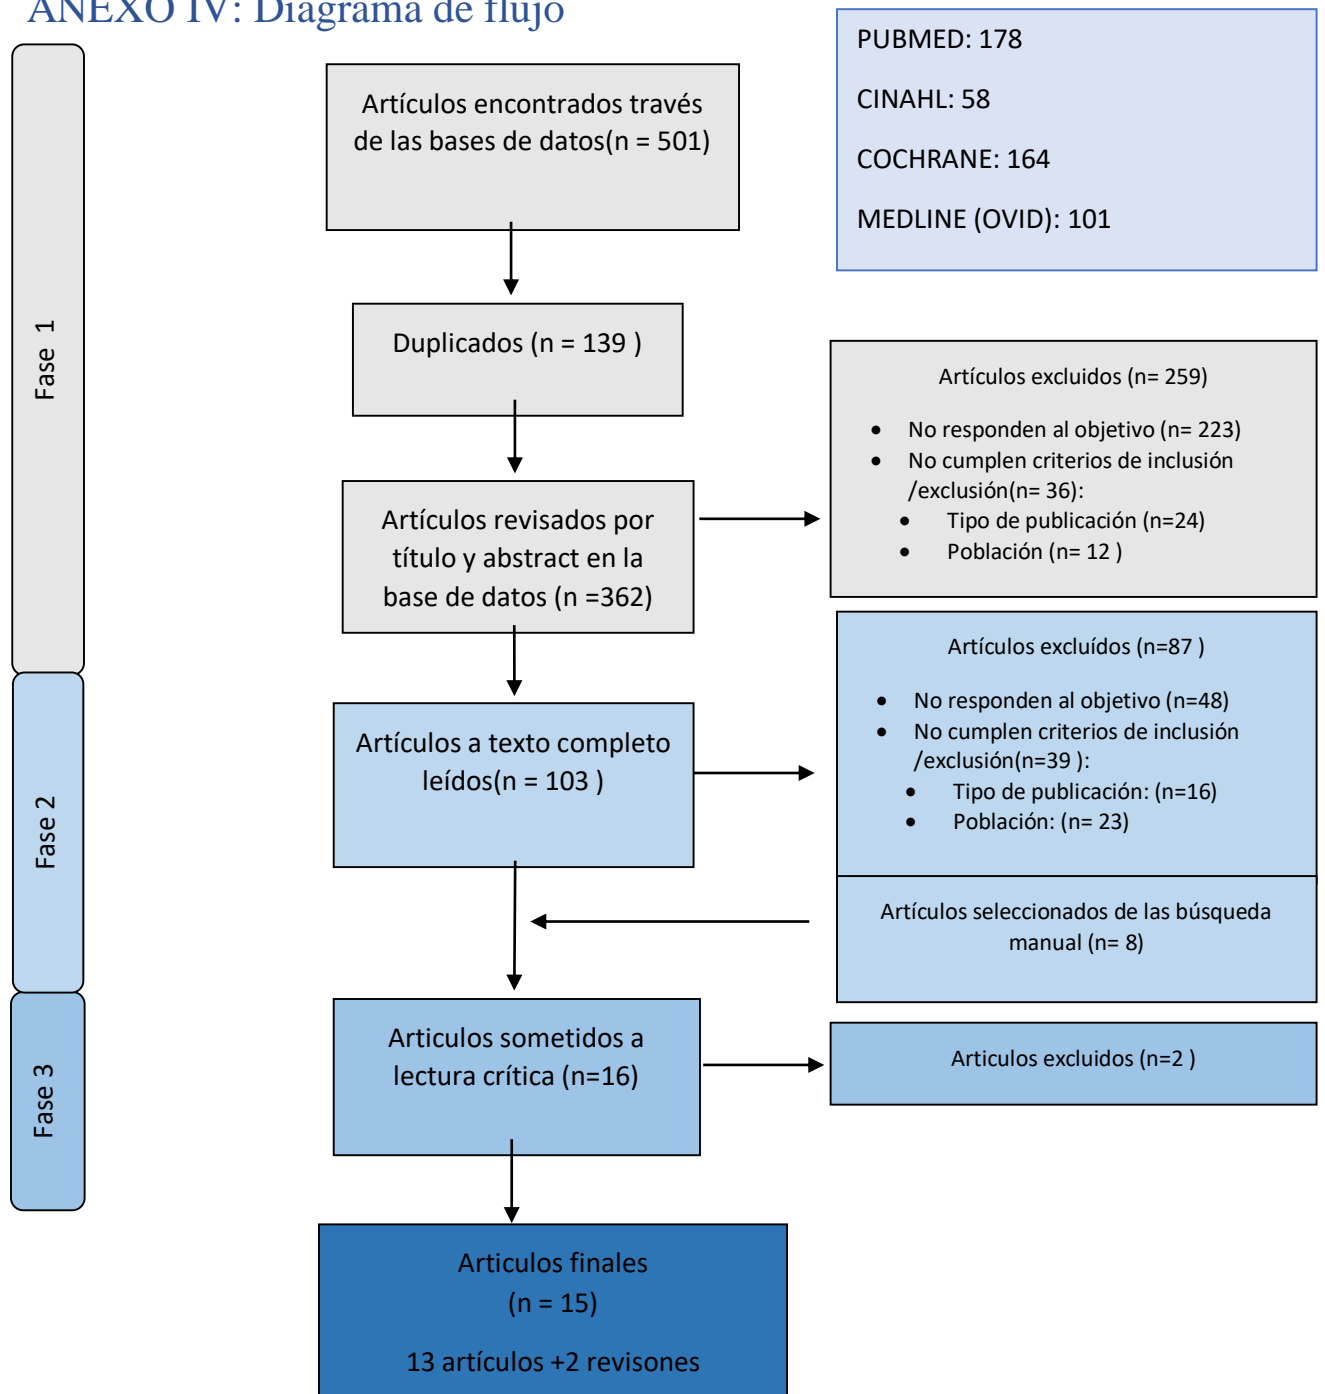 ANEXO IV: Diagrama de flujo
PUBMED: 178
CINAHL: 58
COCHRANE: 164
MEDLINE (OVID): 101
Fase 1
Artículos encontrados través
de las bases de datos(n = 501)
Duplicados (n = 139 )
Artículos revisados por
título y abstract en la
base de datos (n =362)
Artículos excluidos (n= 259)
• No responden al objetivo (n= 223)
• No cumplen criterios de inclusión
/exclusión(n= 36):
• Tipo de publicación (n=24)
• Población (n= 12 )
Fase 2
Artículos a texto completo
leídos(n = 103 )
Artículos excluídos (n=87 )
• No responden al objetivo (n=48)
• No cumplen criterios de inclusión
/exclusión(n=39 ):
• Tipo de publicación: (n=16)
• Población: (n= 23)
Artículos seleccionados de las búsqueda
manual (n= 8)
Fase 3
Articulos sometidos a
lectura crítica (n=16)
Articulos excluidos (n=2 )
Articulos finales
(n = 15)
13 artículos +2 revisones